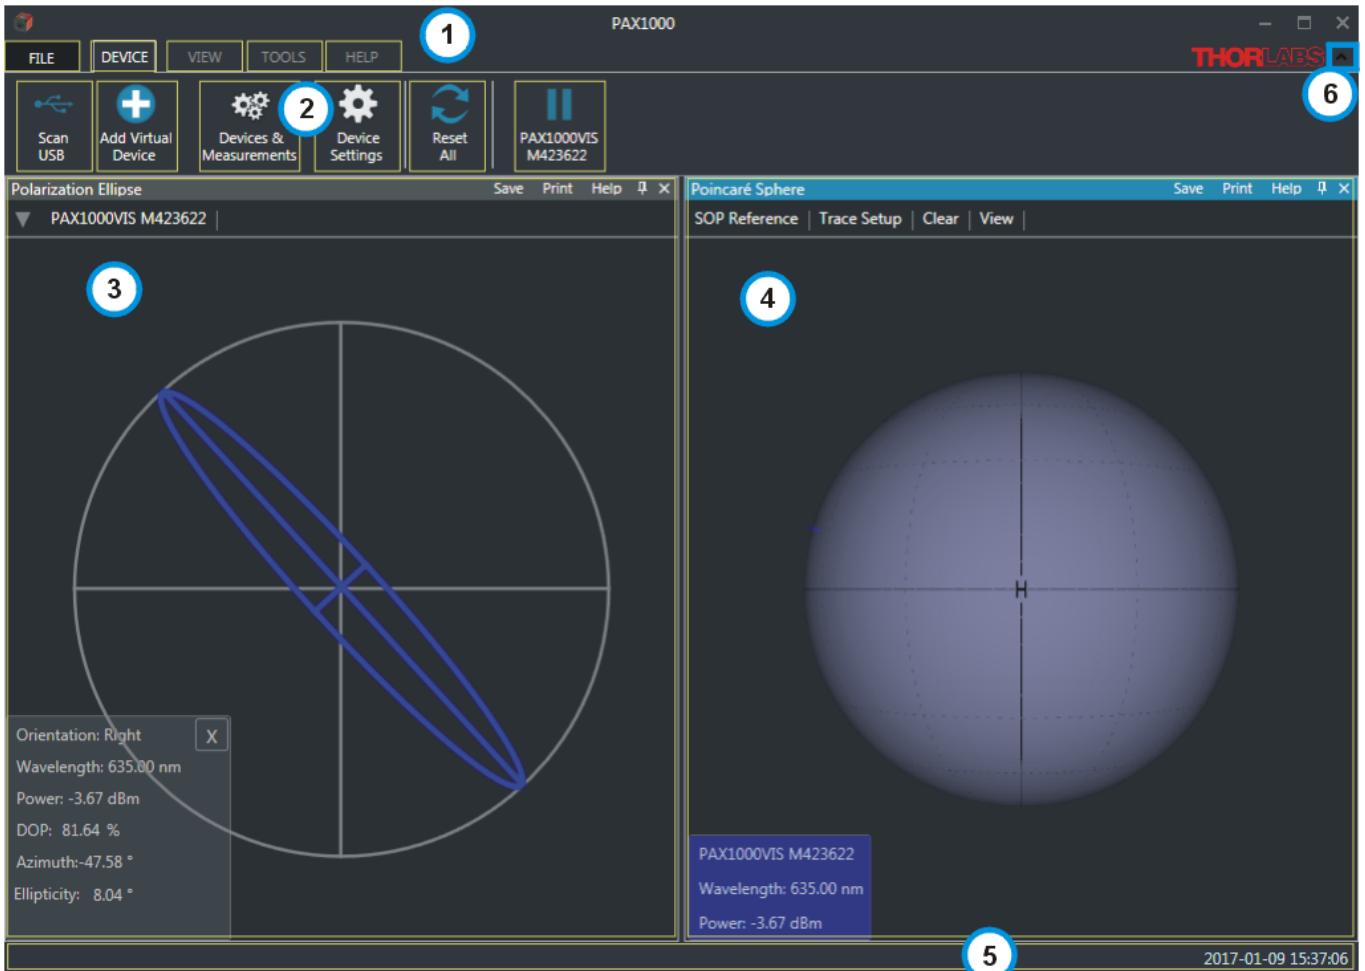 PAX1000
1
FILE DEVICE VIEW TOOLS HELP
THORLABS
6
2
Scan USB
Add Virtual Device
Devices & Measurements
Device Settings
Reset All
PAX1000VIS M423622
Polarization Ellipse Save Print Help
PAX1000VIS M423622
3
Orientation: Right X
Wavelength: 635.00 nm
Power: -3.67 dBm
DOP: 81.64 %
Azimuth:-47.58 °
Ellipticity: 8.04 °
Poincaré Sphere Save Print Help
SOP Reference | Trace Setup | Clear | View |
4
H
PAX1000VIS M423622
Wavelength: 635.00 nm
Power: -3.67 dBm
5
2017-01-09 15:37:06